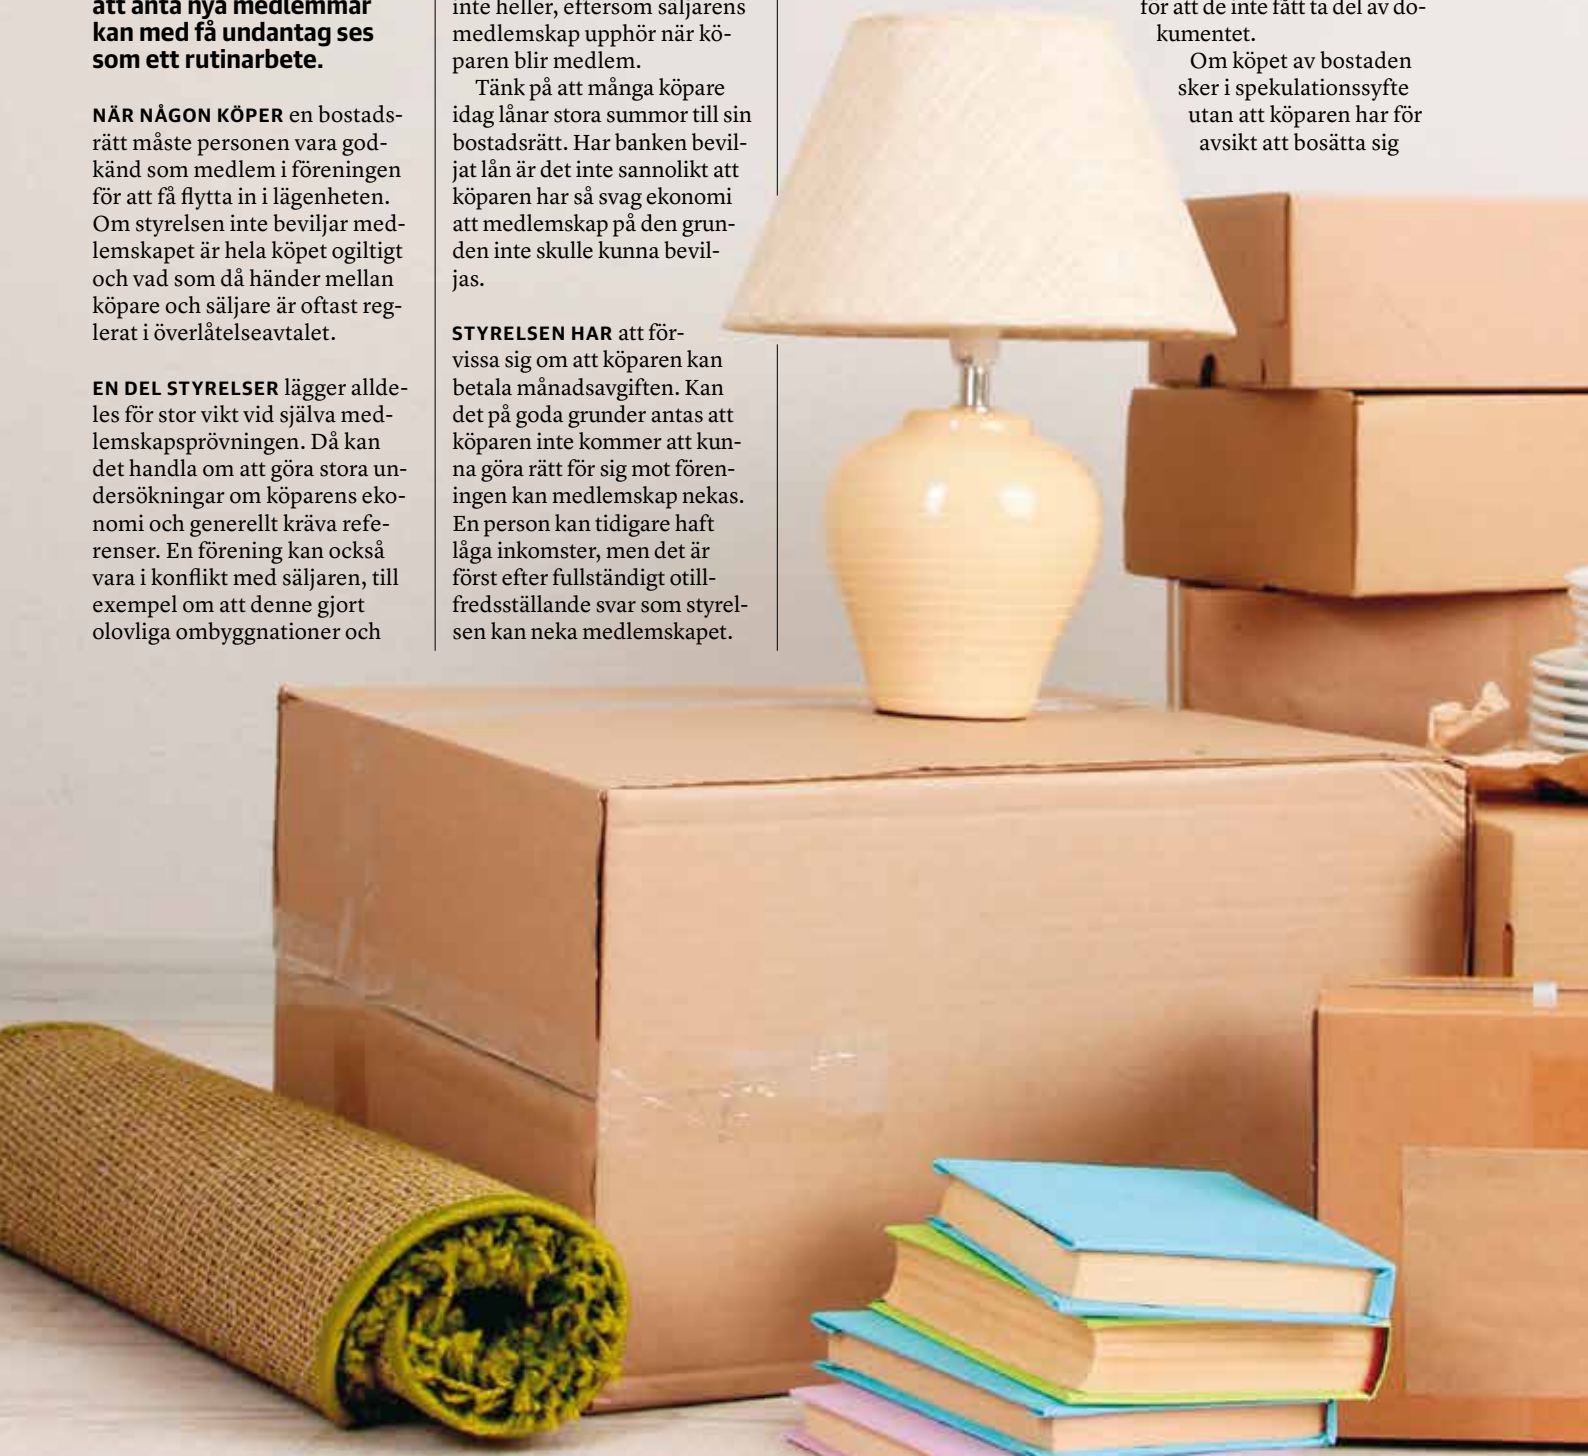 att anta nya medlemmar
kan med få undantag ses
som ett rutinarbete.
NÄR NÅGON KÖPER en bostads-
rätt måste personen vara god-
känd som medlem i föreningen
för att få flytta in i lägenheten.
Om styrelsen inte beviljar med-
lemskapet är hela köpet ogiltigt
och vad som då händer mellan
köpare och säljare är oftast reg-
lerat i överlåtelseavtalet.
EN DEL STYRELSER lägger allde-
les för stor vikt vid själva med-
lemskapsprövningen. Då kan
det handla om att göra stora un-
dersökningar om köparens eko-
nomi och generellt kräva refe-
renser. En förening kan också
vara i konflikt med säljaren, till
exempel om att denne gjort
olovliga ombyggnationer och
inte heller, eftersom säljarens
medlemskap upphör när kö-
paren blir medlem.
Tänk på att många köpare
idag lånar stora summor till sin
bostadsrätt. Har banken bevil-
jat lån är det inte sannolikt att
köparen har så svag ekonomi
att medlemskap på den grun-
den inte skulle kunna bevil-
jas.
STYRELSEN HAR att för-
vissa sig om att köparen kan
betala månadsavgiften. Kan
det på goda grunder antas att
köparen inte kommer att kun-
na göra rätt för sig mot fören-
ingen kan medlemskap nekas.
En person kan tidigare haft
låga inkomster, men det är
först efter fullständigt otill-
fredsställande svar som styrel-
sen kan neka medlemskapet.
för att de inte fått ta del av do-
kumentet.
Om köpet av bostaden
sker i spekulationssyfte
utan att köparen har för
avsikt att bosätta sig